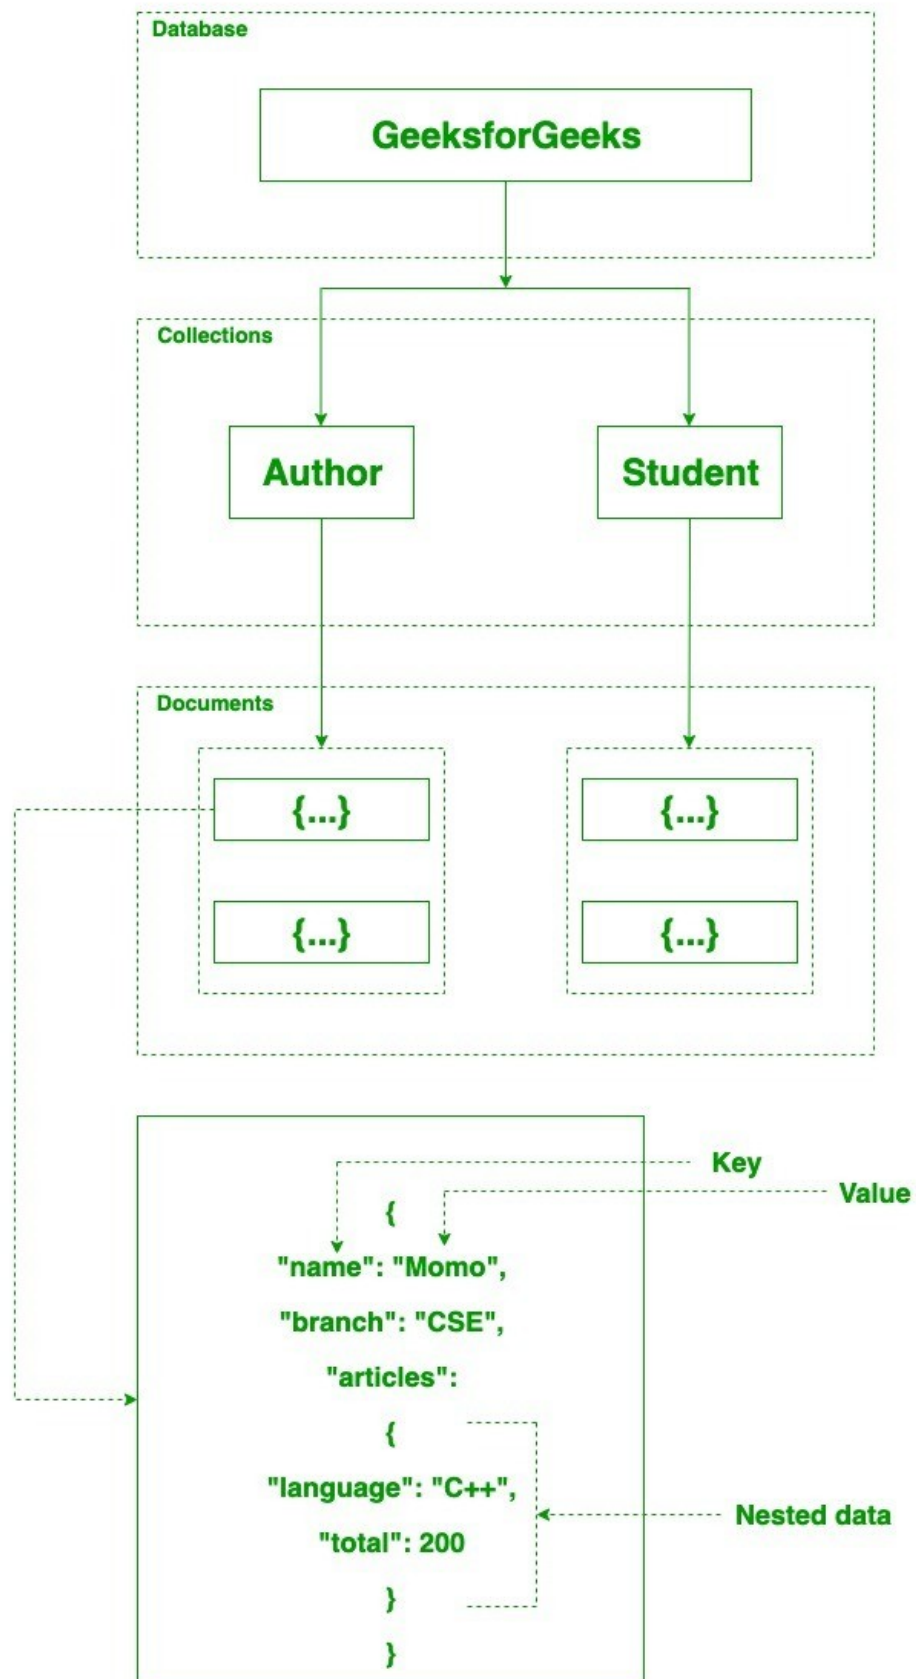 Database
GeeksforGeeks
Collections
Author
Student
Documents
{...}
{...}
{...}
{...}
Key
Value
{
"name": "Momo",
"branch": "CSE",
"articles":
{
"language": "C++",
Nested data
"total": 200
}
}